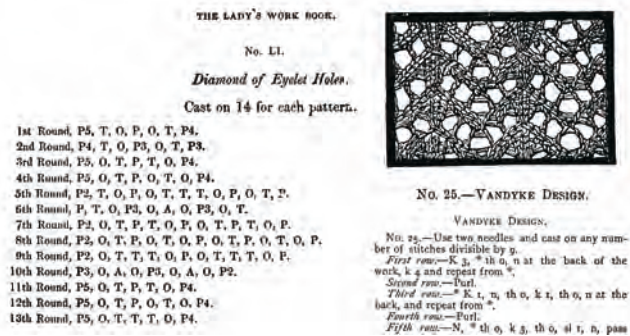 THE LADY'S WORK BOOK.
No. LI.
Diamond of Eyelet Holes.
Cast on 14 for each pattern.
1st Round, P5, T, O, P, O, T, P4.
2nd Round, P4, T, O, P3, O, T, P3.
3rd Round, P5, O, T, P, T, O, P4.
4th Round, P5, O, T, P, O, T, O, P4.
5th Round, P2, T, O, P, O, T, T, T, O, P, O, T, P.
6th Round, P, T, O, P3, O, A, O, P3, O, T.
7th Round, P2, O, T, P, T, O, P, O, T, P, T, O, P.
8th Round, P2, O, T, P, O, T, O, P, O, T, P, O, T, O, P.
9th Round, P2, O, T, T, T, O, P, O, T, T, T, O, P.
10th Round, P3, O, A, O, P3, O, A, O, P2.
11th Round, P5, O, T, P, T, O, P4.
12th Round, P5, O, T, P, O, T, O, P4.
13th Round, P5, O, T, T, T, O, P4.
No. 25.—VANDYKE DESIGN.
VANDYKE DESIGN.
No. 25.—Use two needles and cast on any num-
ber of stitches divisible by 9.
First row.—K 3, * th o, n at the back of the
work, k 4 and repeat from *.
Second row.—Purl.
Third row.—* K 1, n, th o, k 1, th o, n at the
back, and repeat from *.
Fourth row.—Purl.
Fifth row.—N, * th o, k 3, th o, sl 1, n, pass